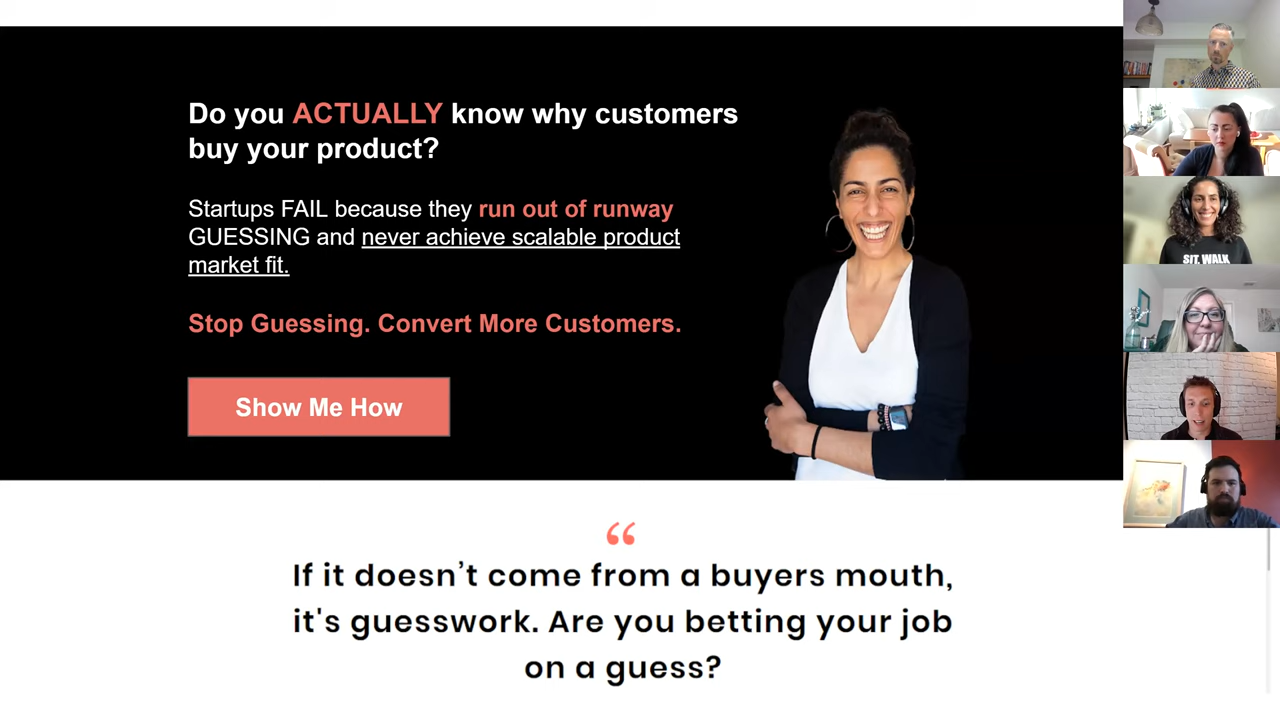 Do you ACTUALLY know why customers
buy your product?
Startups FAIL because they run out of runway
GUESSING and never achieve scalable product
market fit.
Stop Guessing. Convert More Customers.
Show Me How
“
If it doesn’t come from a buyers mouth,
it's guesswork. Are you betting your job
on a guess?
SIT. WALK